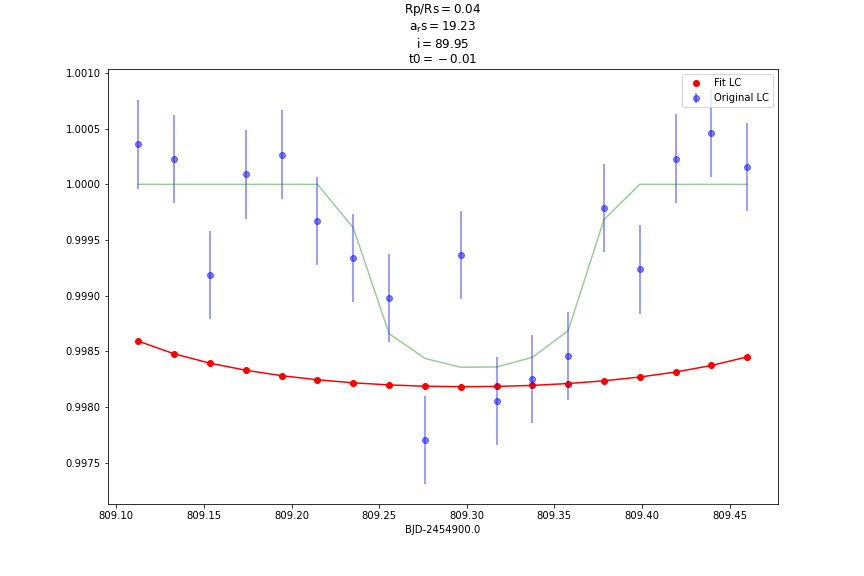 Rp/Rs = 0.04
a_rs = 19.23
i = 89.95
t0 = −0.01
1.0010
1.0005
1.0000
0.9995
0.9990
0.9985
0.9980
0.9975
Fit LC
Original LC
809.10 809.15 809.20 809.25 809.30 809.35 809.40 809.45
BJD-2454900.0